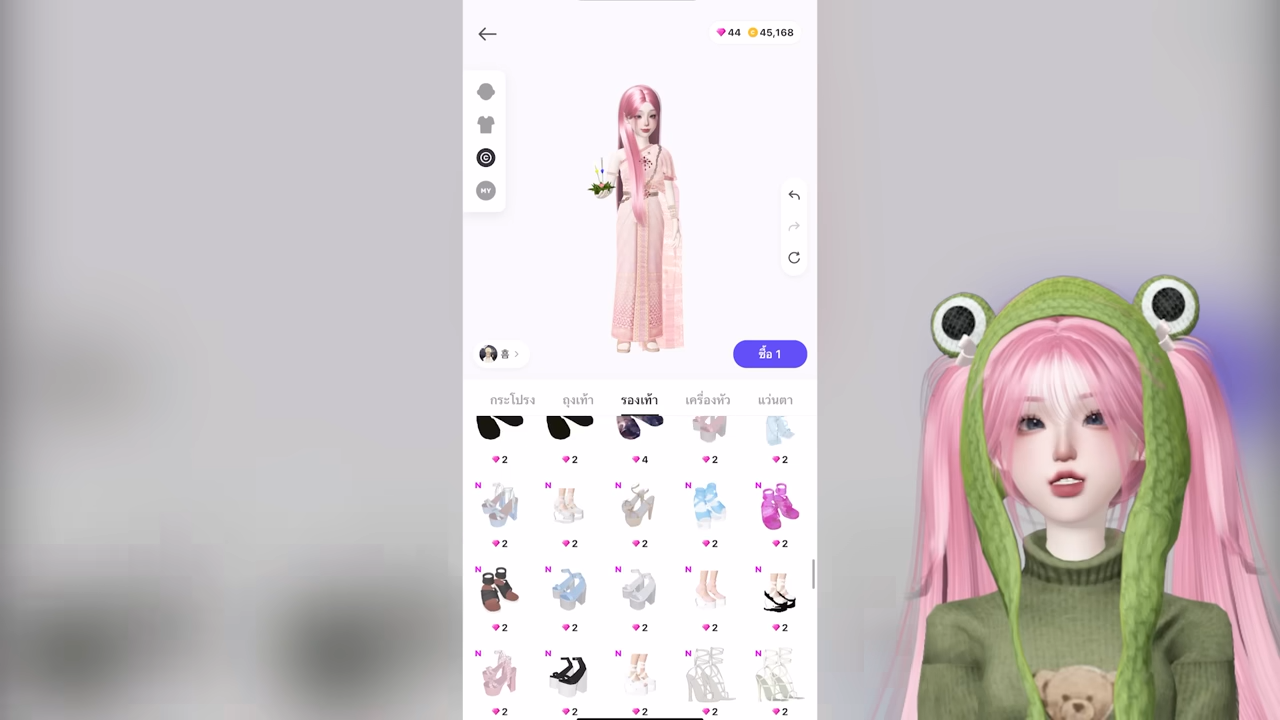 44 C 45,168
C
MY
홈
ซื้อ 1
กระโปรง ถุงเท้า รองเท้า เครื่องหัว แว่นตา
2 2 4 2 2
N N N N N
2 2 2 2 2
N N N N N
2 2 2 2 2
N N N N N
2 2 2 2 2